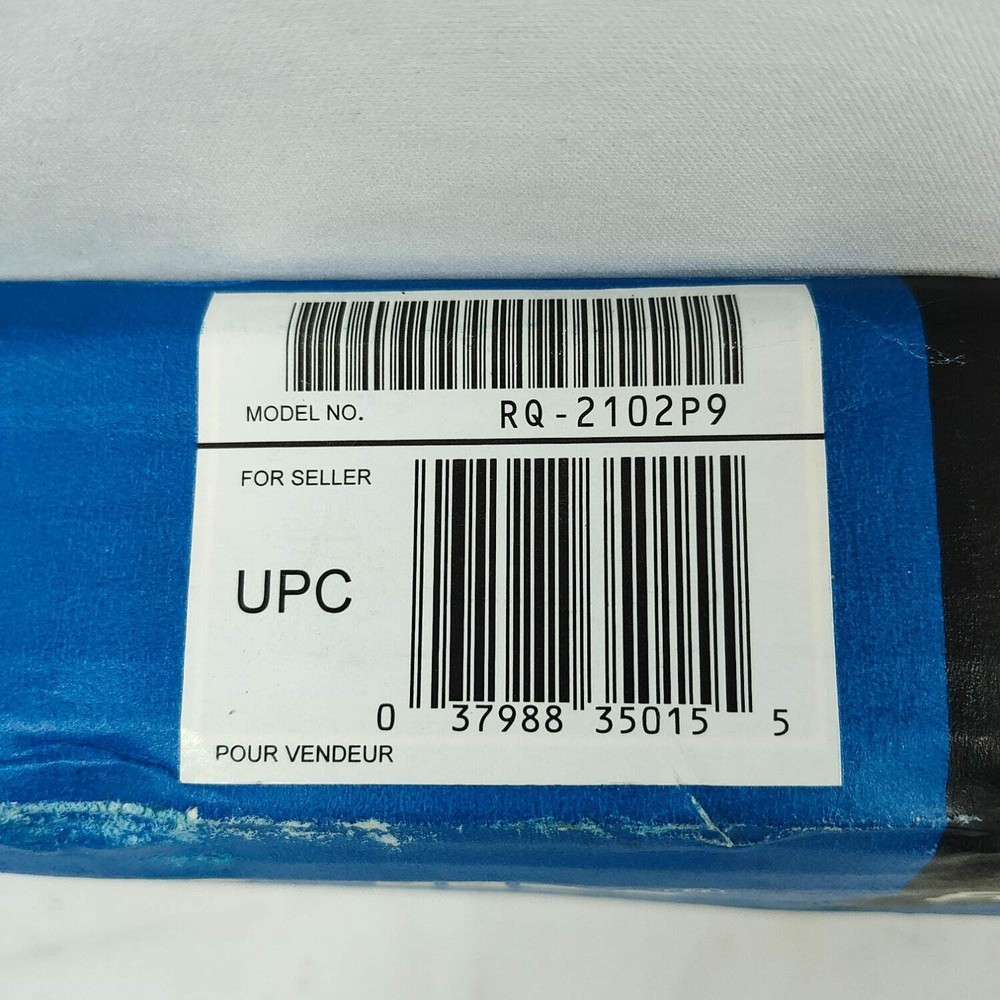 MODEL NO. RQ-2102P9
FOR SELLER
UPC
0 37988 35015 5
POUR VENDEUR